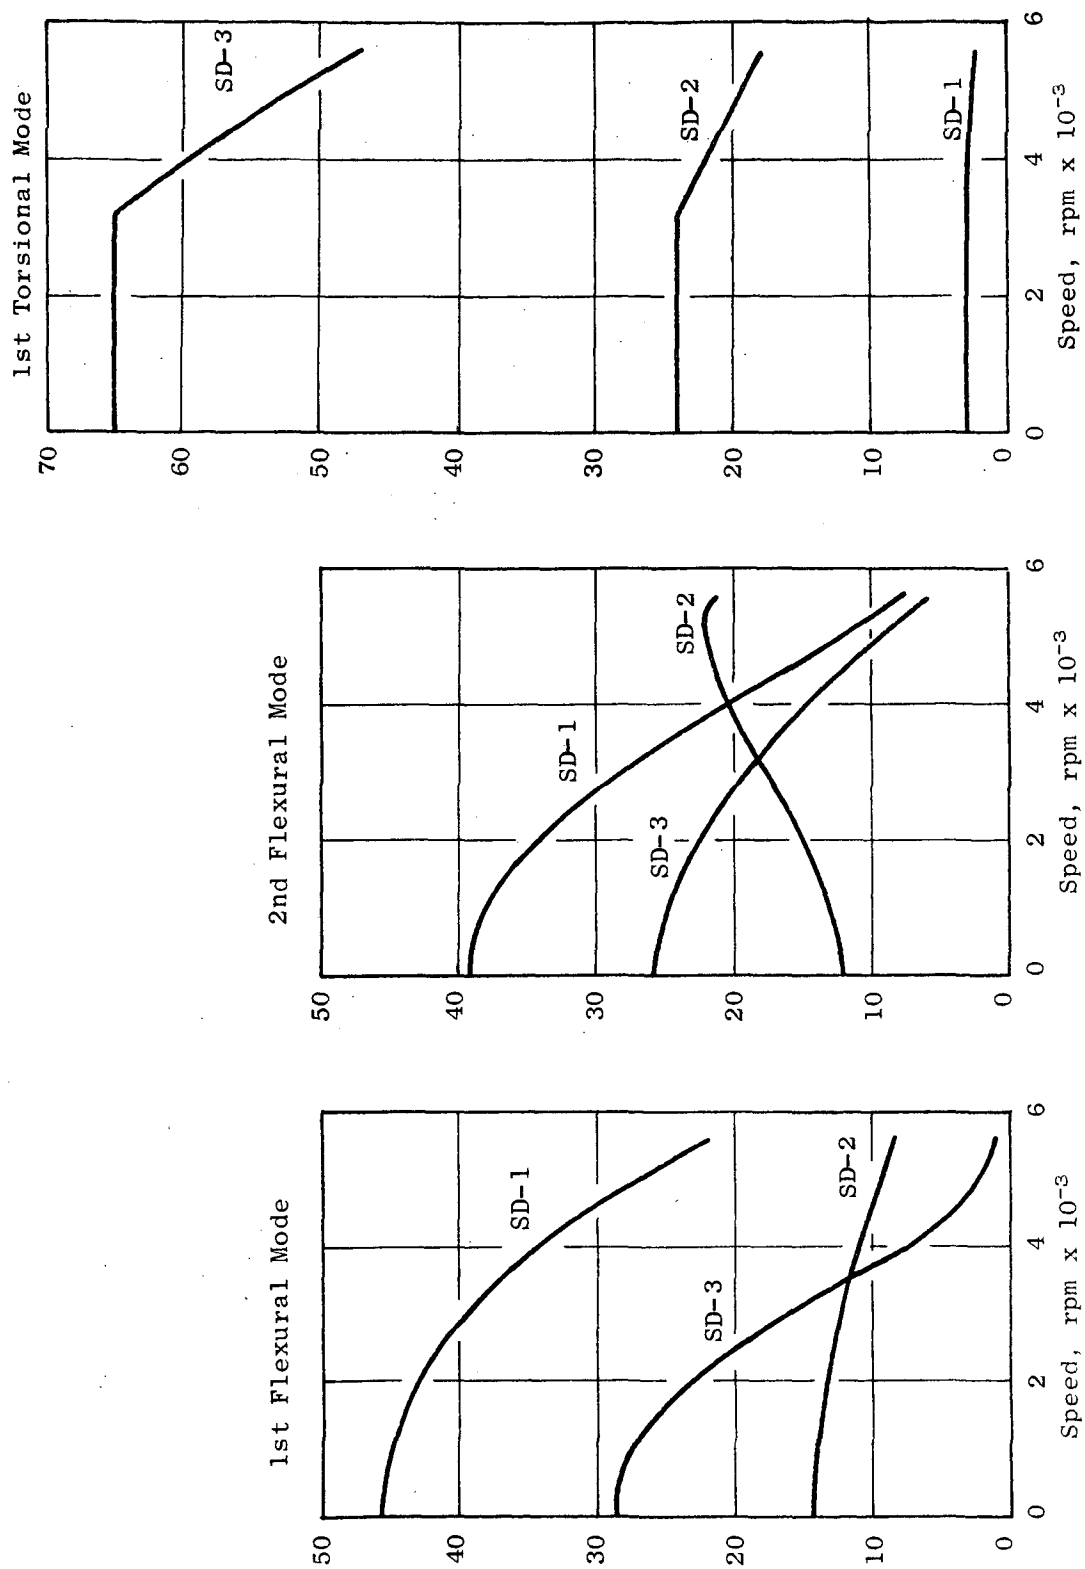 1st Flexural Mode
50
40
30
20
10
0
SD-1
SD-3
SD-2
0
2
4
6
Speed, rpm x 10⁻³
2nd Flexural Mode
50
40
30
20
10
0
SD-1
SD-3
SD-2
0
2
4
6
Speed, rpm x 10⁻³
1st Torsional Mode
70
60
50
40
30
20
10
0
SD-3
SD-2
SD-1
0
2
4
6
Speed, rpm x 10⁻³